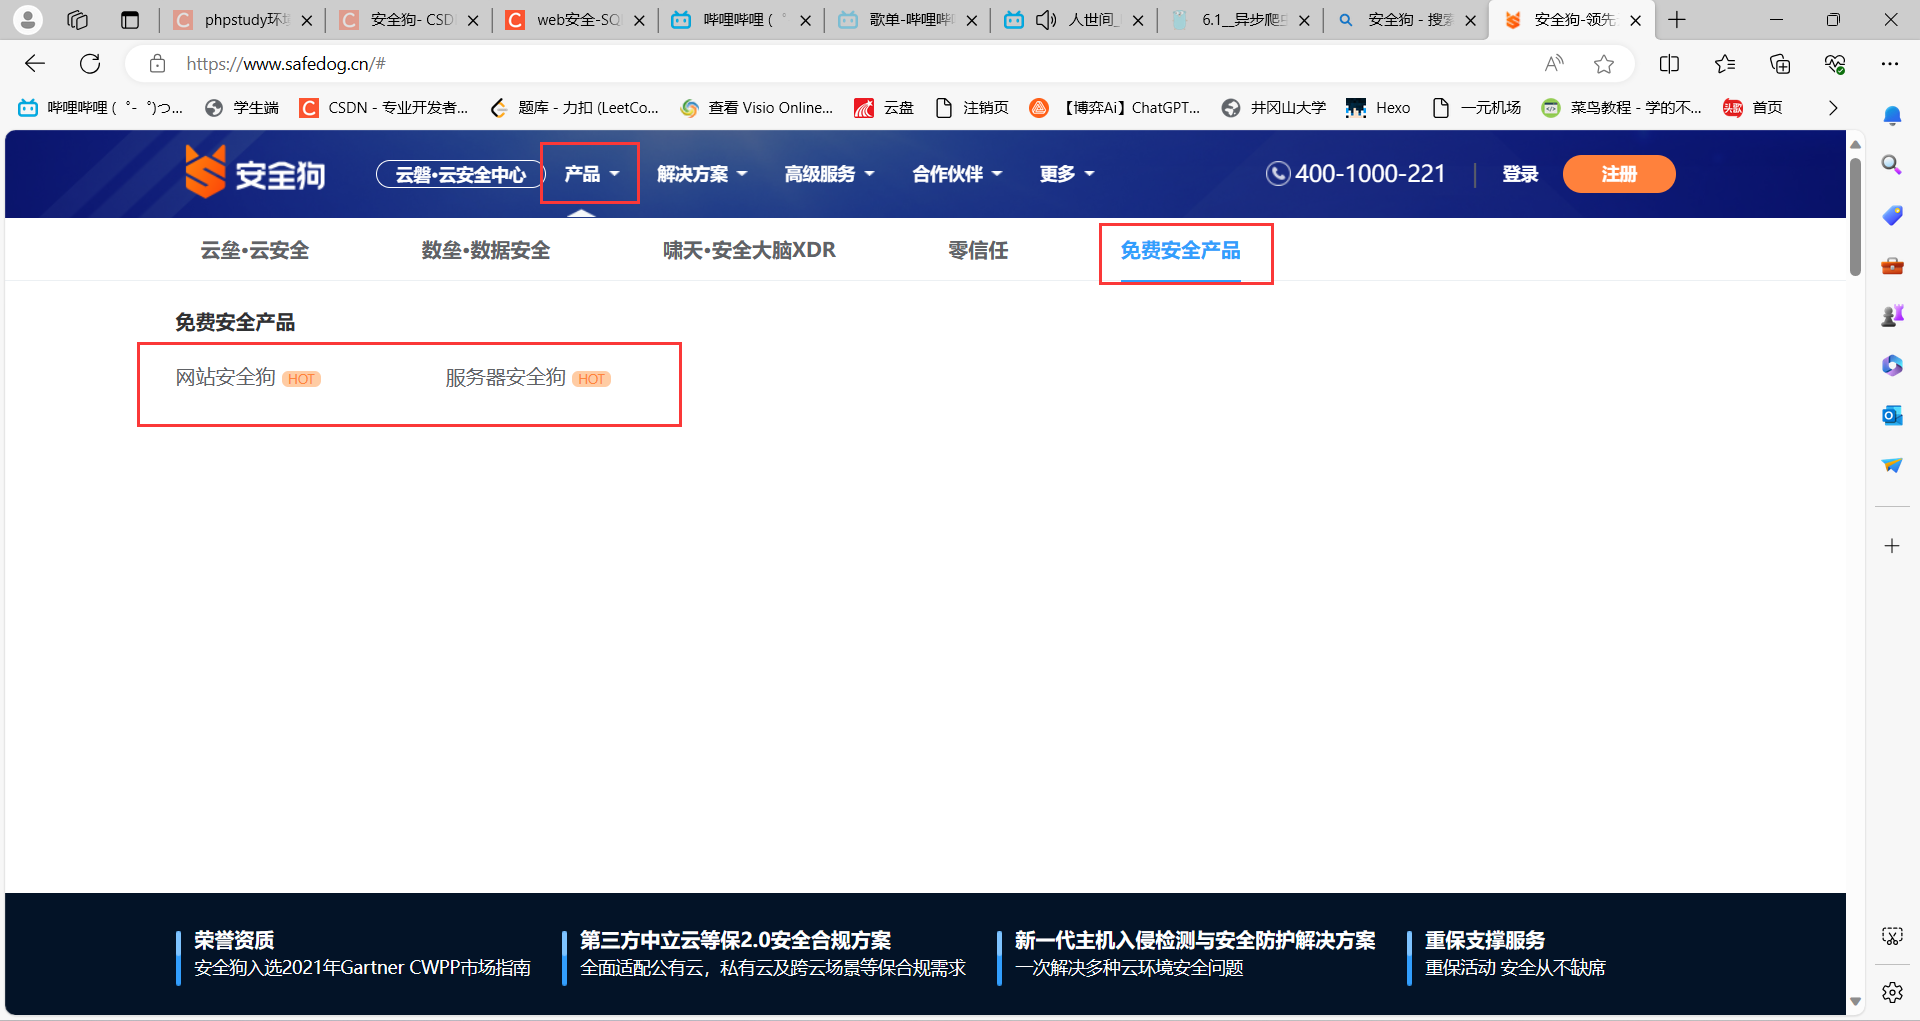 phpstudy环
安全狗- CSD
web安全-SQ
哔哩哔哩 (゜
歌单-哔哩哔
人世间_
6.1__异步爬
安全狗 - 搜
安全狗-领先
https://www.safedog.cn/#
哔哩哔哩 (゜-゜)つ...
学生端
CSDN - 专业开发者...
题库 - 力扣 (LeetCo...
查看 Visio Online...
云盘
注销页
【博弈Ai】ChatGPT...
井冈山大学
Hexo
一元机场
菜鸟教程 - 学的不...
首页
安全狗
云磐·云安全中心
产品
解决方案
高级服务
合作伙伴
更多
400-1000-221
登录
注册
云垒·云安全
数垒·数据安全
啸天·安全大脑XDR
零信任
免费安全产品
免费安全产品
网站安全狗 HOT
服务器安全狗 HOT
荣誉资质
安全狗入选2021年Gartner CWPP市场指南
第三方中立云等保2.0安全合规方案
全面适配公有云，私有云及跨云场景等保合规需求
新一代主机入侵检测与安全防护解决方案
一次解决多种云环境安全问题
重保支撑服务
重保活动 安全从不缺席